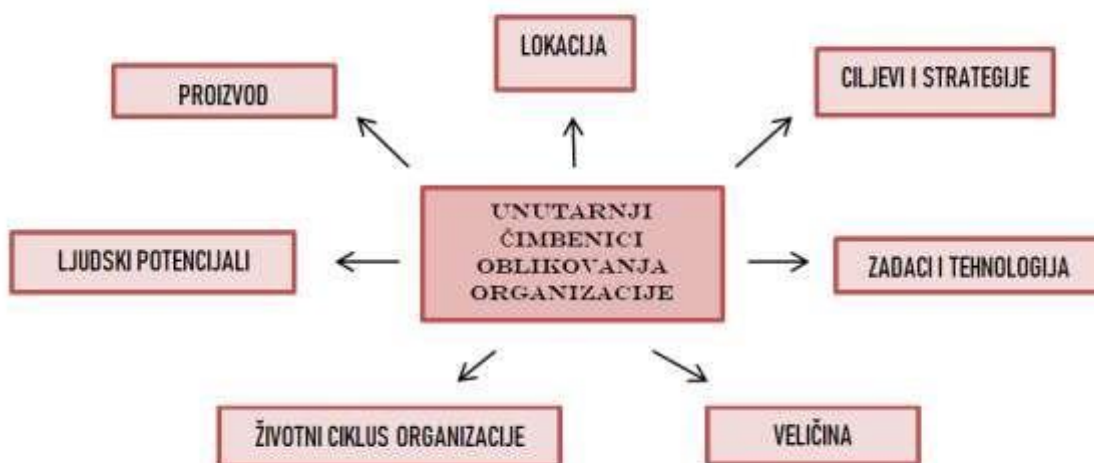 LOKACIJA
CILJEVI I STRATEGIJE
PROIZVOD
UNUTARNJI
ČIMBENICI
OBLIKOVANJA
ORGANIZACIJE
LJUDSKI POTENCIJALI
ZADACI I TEHNOLOGIJA
ŽIVOTNI CIKLUS ORGANIZACIJE
VELIČINA